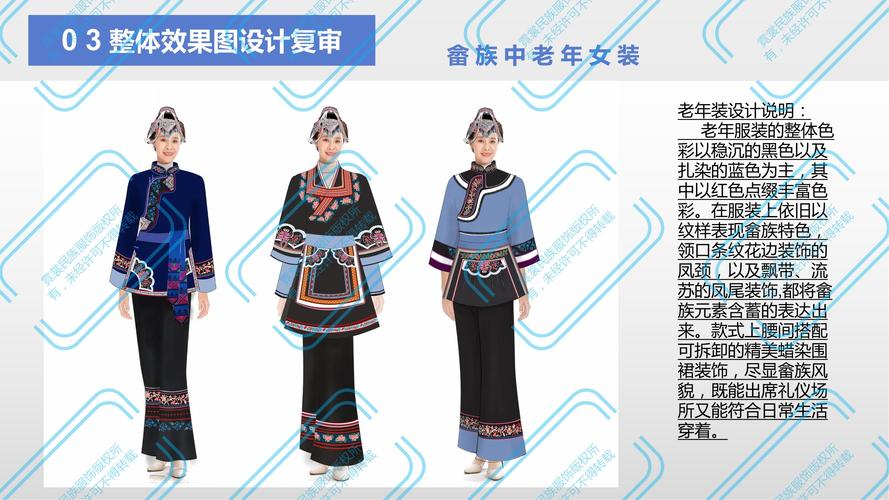 03整体效果图设计复审
畲族中老年女装
老年装设计说明：
老年服装的整体色
彩以稳沉的黑色以及
扎染的蓝色为主，其
中以红色点缀丰富色
彩。在服装上依旧以
纹样表现畲族特色，
领口条纹花边装饰的
凤颈，以及飘带、流
苏的凤尾装饰,都将畲
族元素含蓄的表达出
来。款式上腰间搭配
可拆卸的精美蜡染围
裙装饰，尽显畲族风
貌，既能出席礼仪场
所又能符合日常生活
穿着。
霓裳民族服饰版权所
有，未经许可不得转载